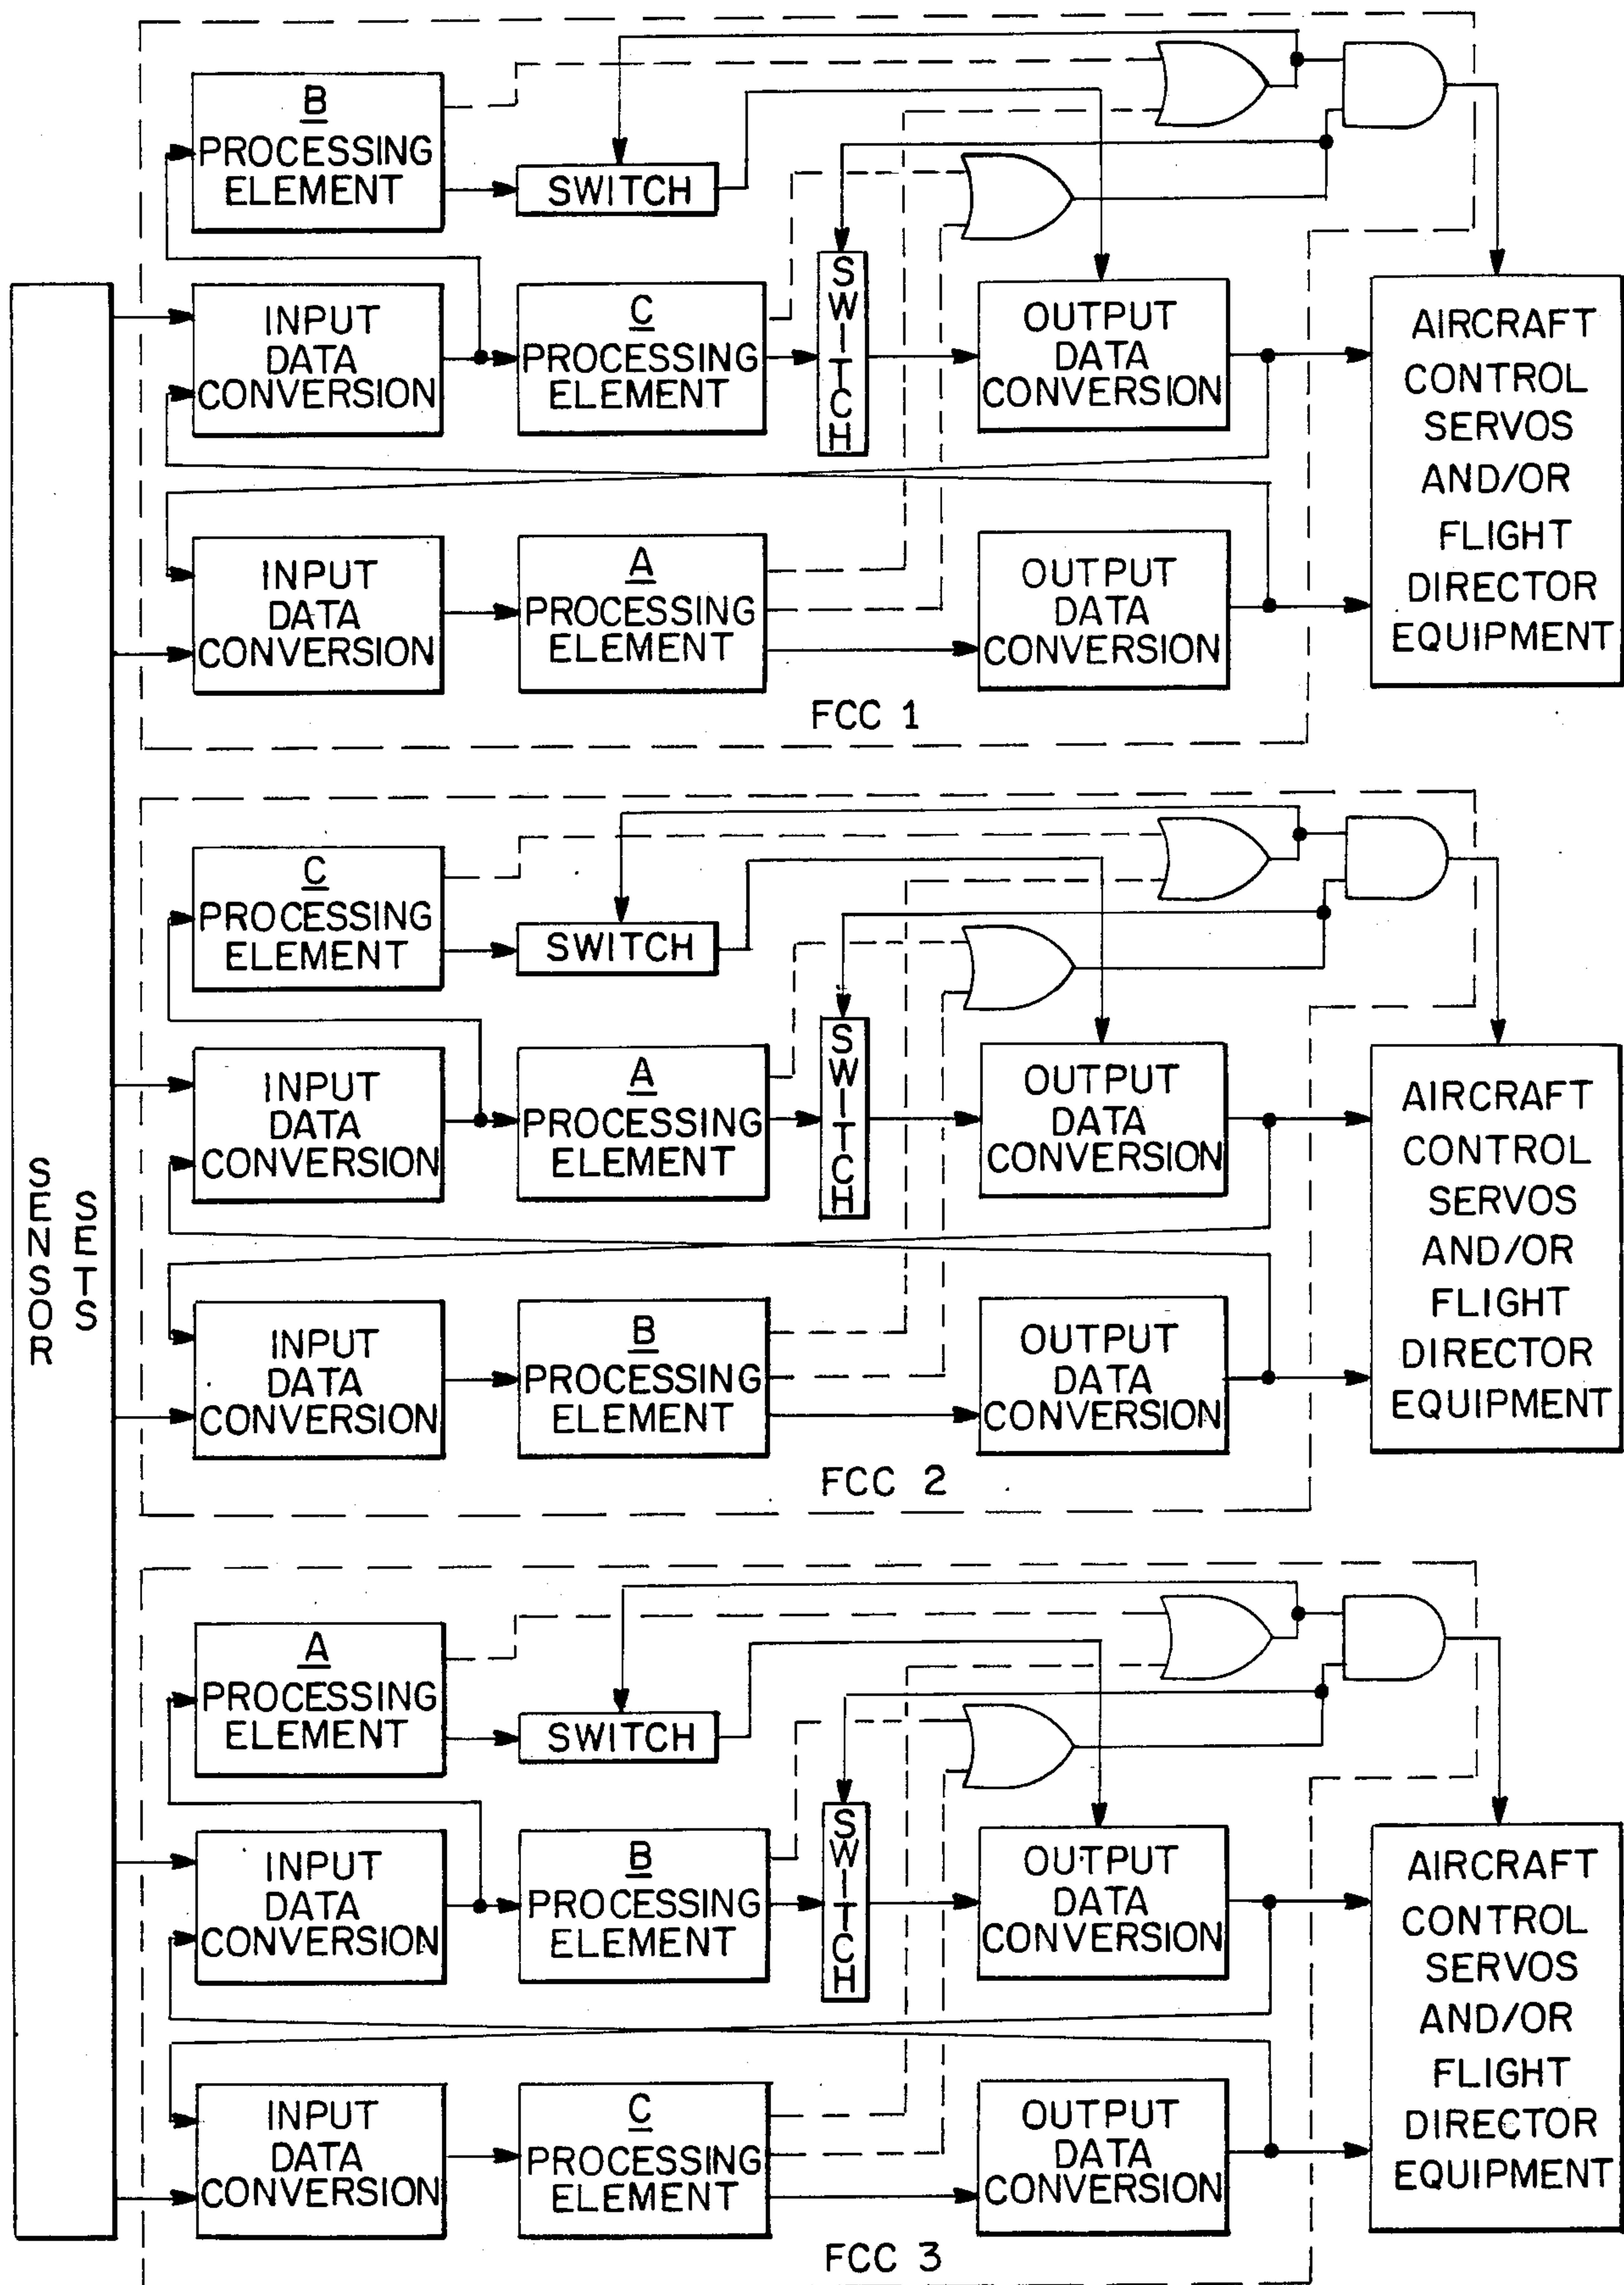 B
PROCESSING
ELEMENT
SWITCH
INPUT
DATA
CONVERSION
C
PROCESSING
ELEMENT
SWITCH
OUTPUT
DATA
CONVERSION
AIRCRAFT
CONTROL
SERVOS
AND/OR
FLIGHT
DIRECTOR
EQUIPMENT
INPUT
DATA
CONVERSION
A
PROCESSING
ELEMENT
OUTPUT
DATA
CONVERSION
FCC 1
SENSOR
SETS
C
PROCESSING
ELEMENT
SWITCH
INPUT
DATA
CONVERSION
A
PROCESSING
ELEMENT
SWITCH
OUTPUT
DATA
CONVERSION
AIRCRAFT
CONTROL
SERVOS
AND/OR
FLIGHT
DIRECTOR
EQUIPMENT
INPUT
DATA
CONVERSION
B
PROCESSING
ELEMENT
OUTPUT
DATA
CONVERSION
FCC 2
A
PROCESSING
ELEMENT
SWITCH
INPUT
DATA
CONVERSION
B
PROCESSING
ELEMENT
SWITCH
OUTPUT
DATA
CONVERSION
AIRCRAFT
CONTROL
SERVOS
AND/OR
FLIGHT
DIRECTOR
EQUIPMENT
INPUT
DATA
CONVERSION
C
PROCESSING
ELEMENT
OUTPUT
DATA
CONVERSION
FCC 3